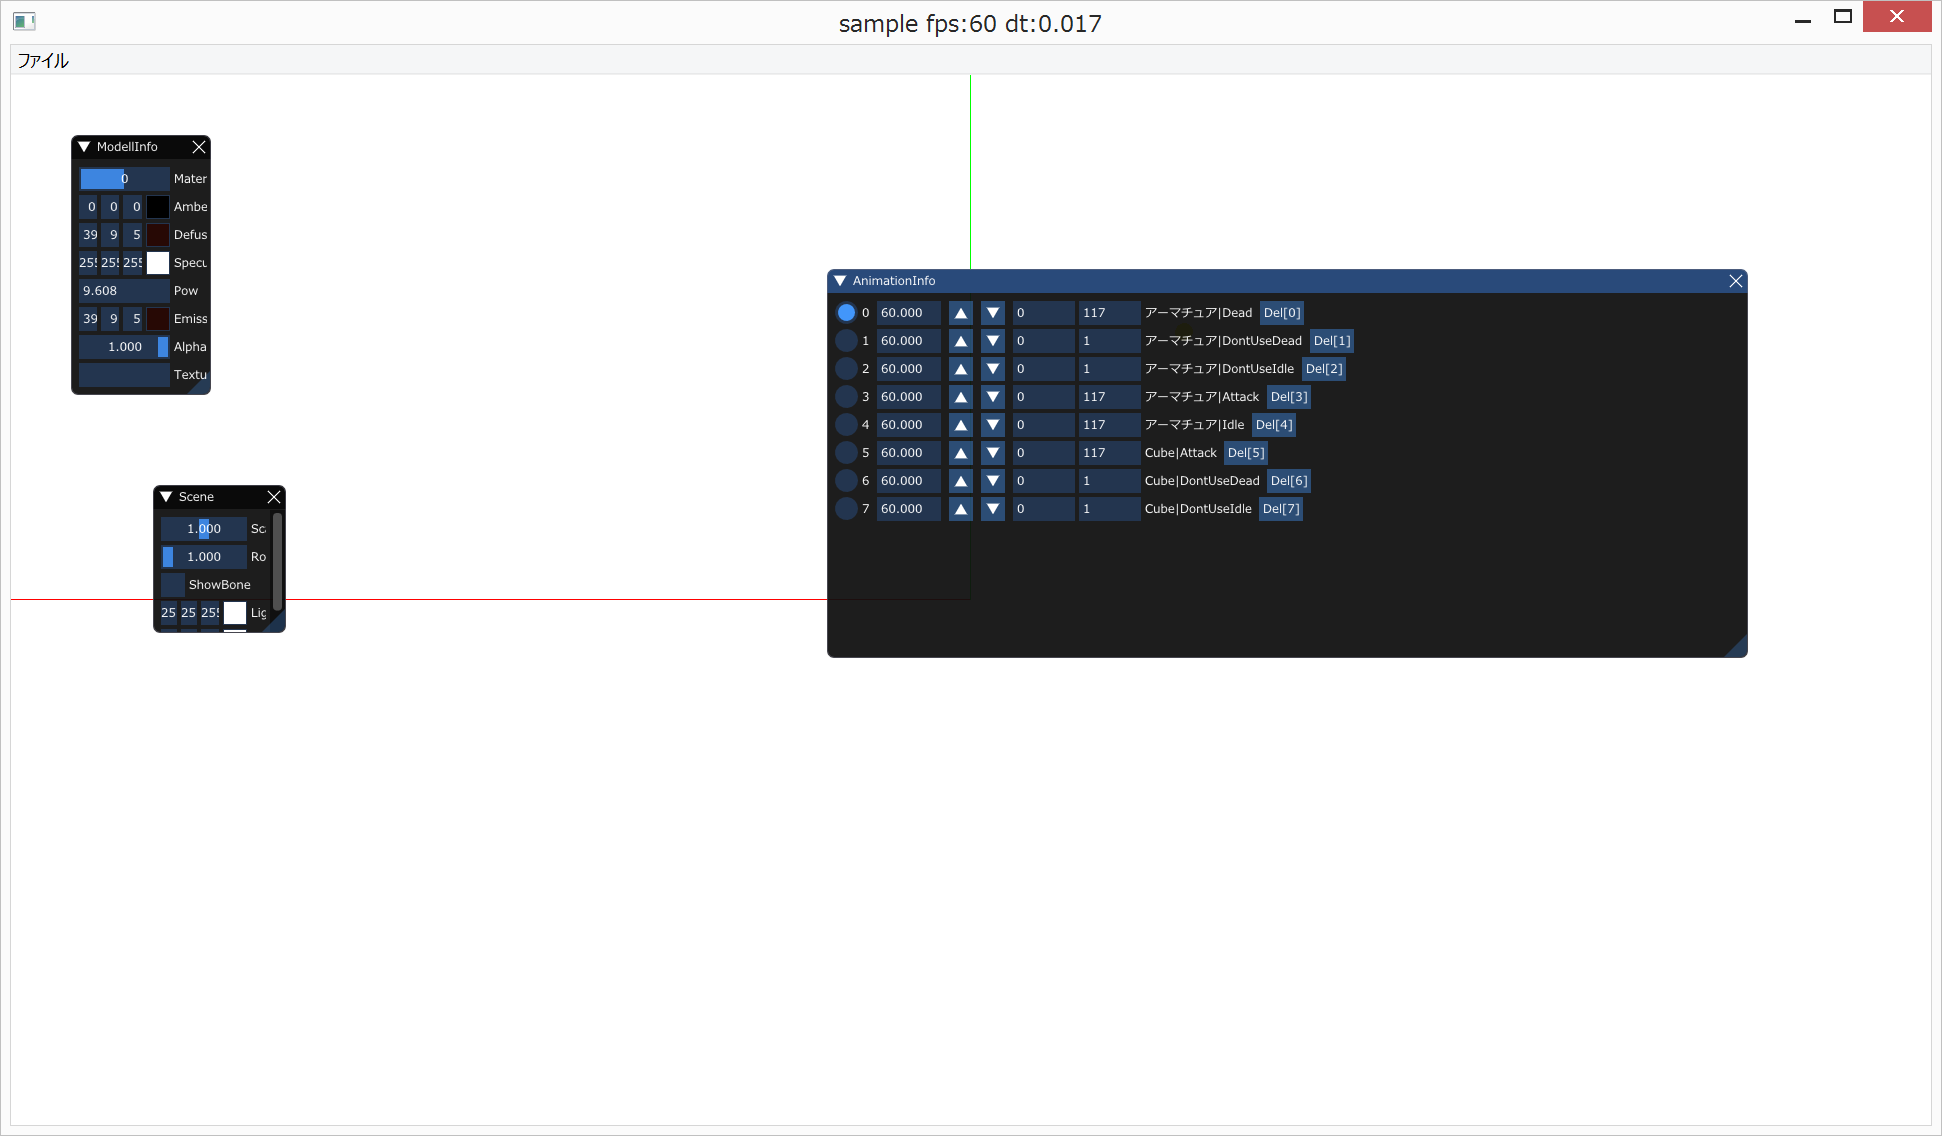 sample fps:60 dt:0.017
ファイル
ModelInfo
0 Mater
0 0 0 Ambe
39 9 5 Defus
255 255 255 Specu
9.608 Pow
39 9 5 Emiss
1.000 Alpha
Textu
Scene
1.000 Sc
1.000 Ro
ShowBone
25 25 255 Lig
AnimationInfo
0 60.000 ▲ ▼ 0 117 アーマチュア|Dead Del[0]
1 60.000 ▲ ▼ 0 1 アーマチュア|DontUseDead Del[1]
2 60.000 ▲ ▼ 0 1 アーマチュア|DontUseIdle Del[2]
3 60.000 ▲ ▼ 0 117 アーマチュア|Attack Del[3]
4 60.000 ▲ ▼ 0 117 アーマチュア|Idle Del[4]
5 60.000 ▲ ▼ 0 117 Cube|Attack Del[5]
6 60.000 ▲ ▼ 0 1 Cube|DontUseDead Del[6]
7 60.000 ▲ ▼ 0 1 Cube|DontUseIdle Del[7]